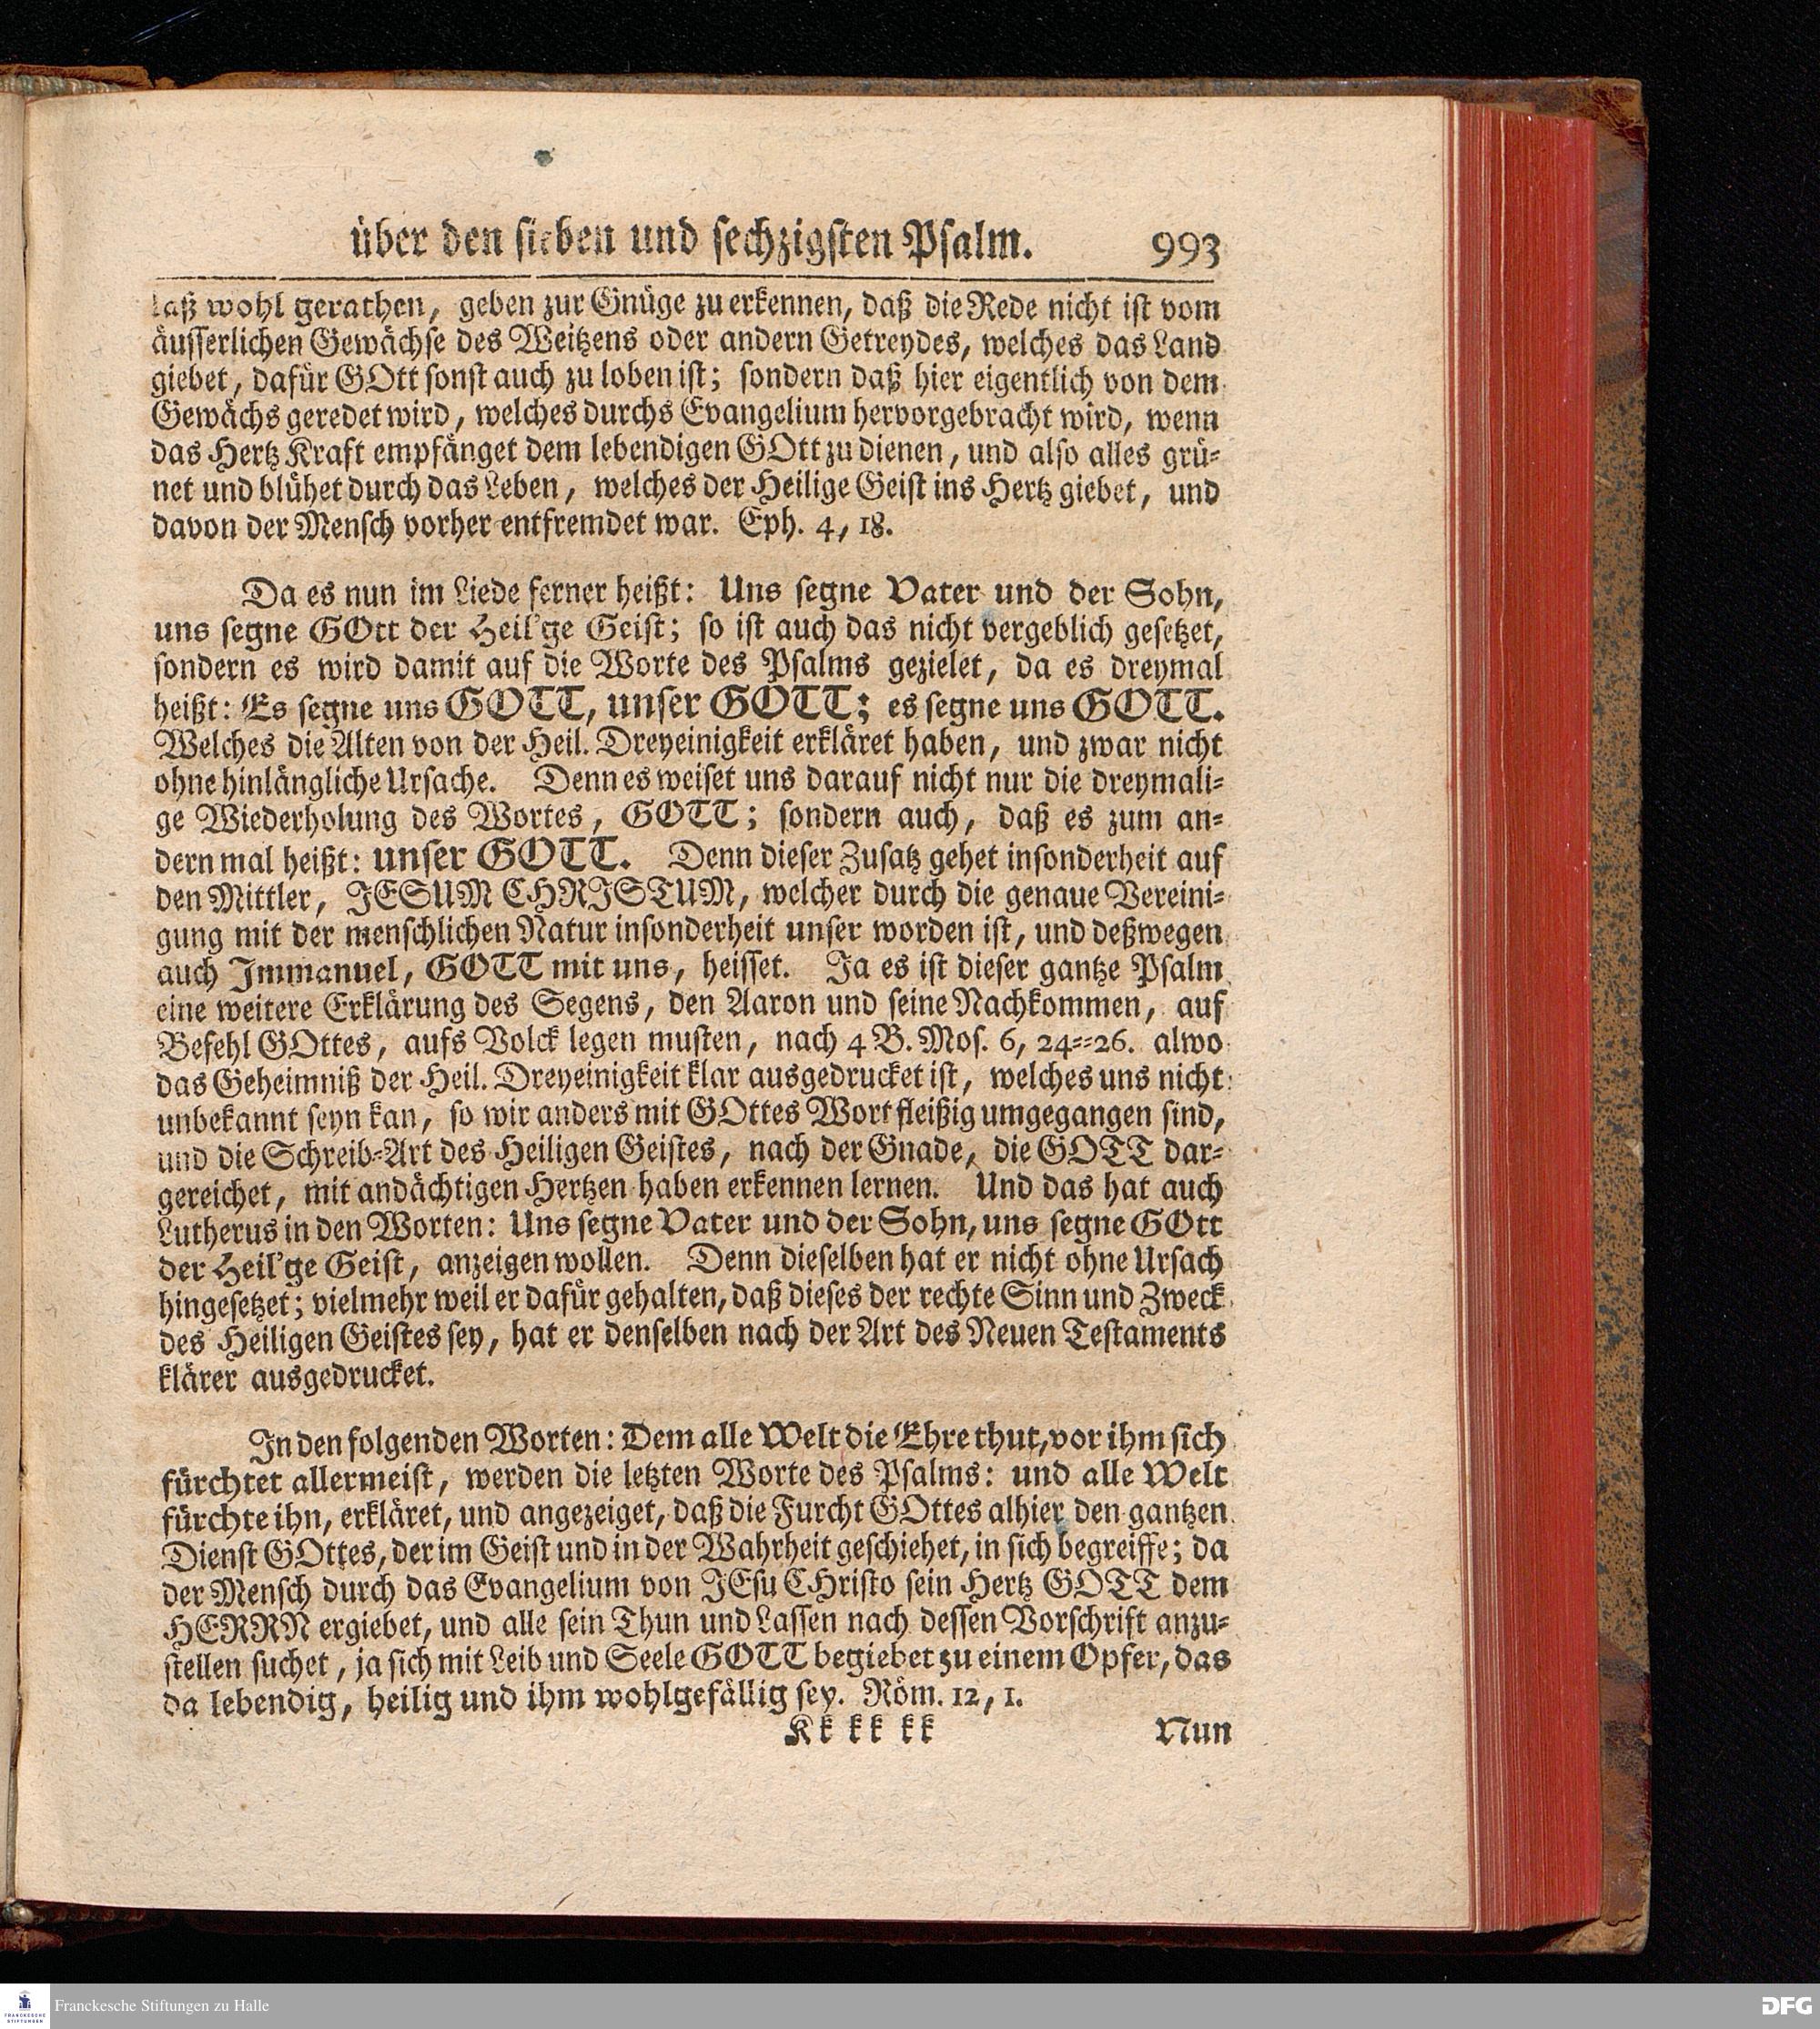 über den sieben und sechzigsten Psalm. 993
laß wohl gerathen, geben zur Gnüge zu erkennen, daß die Rede nicht ist vom
äusserlichen Gewächse des Weitzens oder andern Getreydes, welches das Land
giebet, dafür GOtt sonst auch zu loben ist; sondern daß hier eigentlich von dem
Gewächs geredet wird, welches durchs Evangelium hervorgebracht wird, wenn
das Hertz Kraft empfänget dem lebendigen GOtt zu dienen, und also alles grü-
net und blühet durch das Leben, welches der Heilige Geist ins Hertz giebet, und
davon der Mensch vorher entfremdet war. Eph. 4, 18.
Da es nun im Liede ferner heißt: Uns segne Vater und der Sohn,
uns segne GOtt der Heil'ge Geist; so ist auch das nicht vergeblich gesetzet,
sondern es wird damit auf die Worte des Psalms gezielet, da es dreymal
heißt: Es segne uns GOTT, unser GOTT; es segne uns GOTT.
Welches die Alten von der Heil. Dreyeinigkeit erkläret haben, und zwar nicht
ohne hinlängliche Ursache. Denn es weiset uns darauf nicht nur die dreymali-
ge Wiederholung des Wortes, GOTT; sondern auch, daß es zum an-
dern mal heißt: unser GOTT. Denn dieser Zusatz gehet insonderheit auf
den Mittler, JESUM CHRISTUM, welcher durch die genaue Vereini-
gung mit der menschlichen Natur insonderheit unser worden ist, und deßwegen
auch Immanuel, GOTT mit uns, heisset. Ja es ist dieser gantze Psalm
eine weitere Erklärung des Segens, den Aaron und seine Nachkommen, auf
Befehl GOttes, aufs Volck legen musten, nach 4 B. Mos. 6, 24--26. alwo
das Geheimniß der Heil. Dreyeinigkeit klar ausgedrucket ist, welches uns nicht
unbekannt seyn kan, so wir anders mit GOttes Wort fleißig umgegangen sind,
und die Schreib-Art des Heiligen Geistes, nach der Gnade, die GOTT dar-
gereichet, mit andächtigen Hertzen haben erkennen lernen. Und das hat auch
Lutherus in den Worten: Uns segne Vater und der Sohn, uns segne GOtt
der Heil'ge Geist, anzeigen wollen. Denn dieselben hat er nicht ohne Ursach
hingesetzet; vielmehr weil er dafür gehalten, daß dieses der rechte Sinn und Zweck
des Heiligen Geistes sey, hat er denselben nach der Art des Neuen Testaments
klärer ausgedrucket.
In den folgenden Worten: Dem alle Welt die Ehre thut, vor ihm sich
fürchtet allermeist, werden die letzten Worte des Psalms: und alle Welt
fürchte ihn, erkläret, und angezeiget, daß die Furcht GOttes alhier den gantzen
Dienst GOttes, der im Geist und in der Wahrheit geschiehet, in sich begreiffe; da
der Mensch durch das Evangelium von JEsu CHristo sein Hertz GOTT dem
HERRN ergiebet, und alle sein Thun und Lassen nach dessen Vorschrift anzu-
stellen suchet, ja sich mit Leib und Seele GOTT begiebet zu einem Opfer, das
da lebendig, heilig und ihm wohlgefällig sey. Röm. 12, 1.
Kk kk kk Nun
FRANCKESCHE
STIFTUNGEN
Franckesche Stiftungen zu Halle
DFG